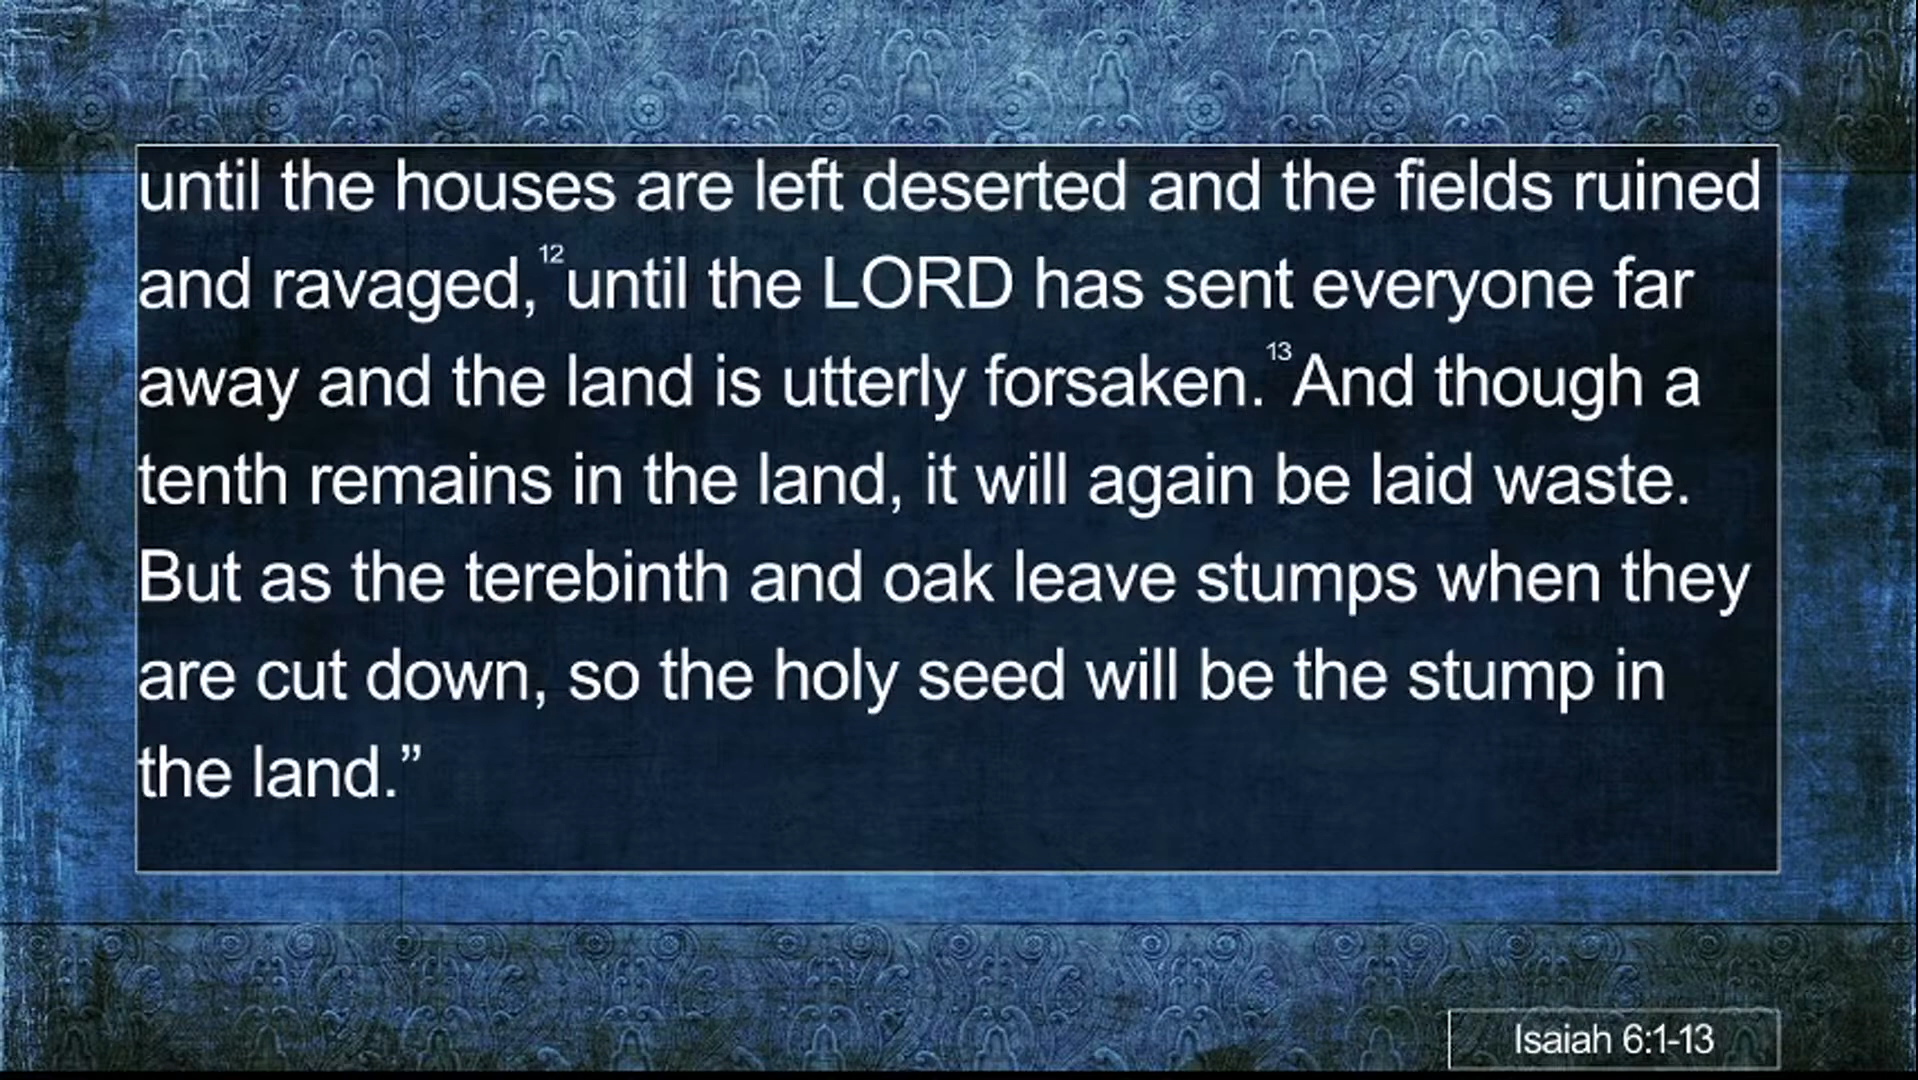 until the houses are left deserted and the fields ruined
and ravaged, 12 until the LORD has sent everyone far
away and the land is utterly forsaken. 13 And though a
tenth remains in the land, it will again be laid waste.
But as the terebinth and oak leave stumps when they
are cut down, so the holy seed will be the stump in
the land.”
Isaiah 6:1-13